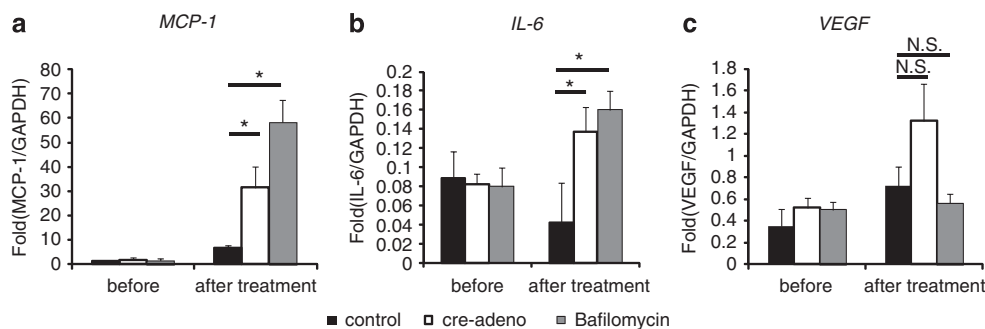 a
MCP-1
Fold(MCP-1/GAPDH)
80
70
60
50
40
30
20
10
0
*
*
before
after treatment
b
IL-6
Fold(IL-6/GAPDH)
0.2
0.18
0.16
0.14
0.12
0.1
0.08
0.06
0.04
0.02
0
*
*
before
after treatment
c
VEGF
Fold(VEGF/GAPDH)
1.8
1.6
1.4
1.2
1
0.8
0.6
0.4
0.2
0
N.S.
N.S.
before
after treatment
control
cre-adeno
Bafilomycin